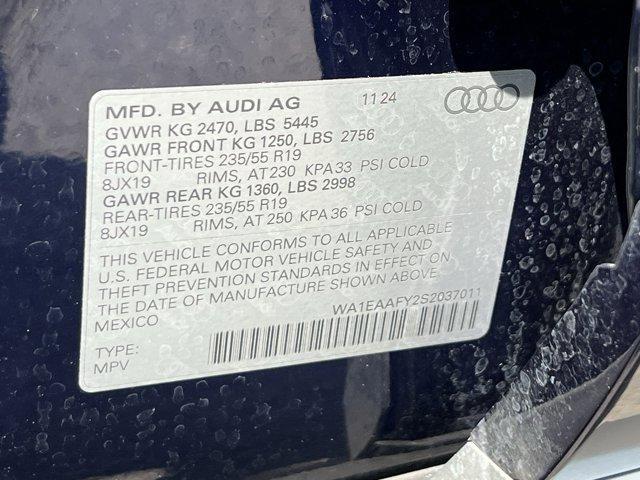 MFD. BY AUDI AG 11 24
GVWR KG 2470, LBS 5445
GAWR FRONT KG 1250, LBS 2756
FRONT-TIRES 235/55 R19
8JX19 RIMS, AT 230 KPA 33 PSI COLD
GAWR REAR KG 1360, LBS 2998
REAR-TIRES 235/55 R19
8JX19 RIMS, AT 250 KPA 36 PSI COLD
THIS VEHICLE CONFORMS TO ALL APPLICABLE
U.S. FEDERAL MOTOR VEHICLE SAFETY AND
THEFT PREVENTION STANDARDS IN EFFECT ON
THE DATE OF MANUFACTURE SHOWN ABOVE.
MEXICO
WA1EAAFY2S2037011
TYPE:
MPV